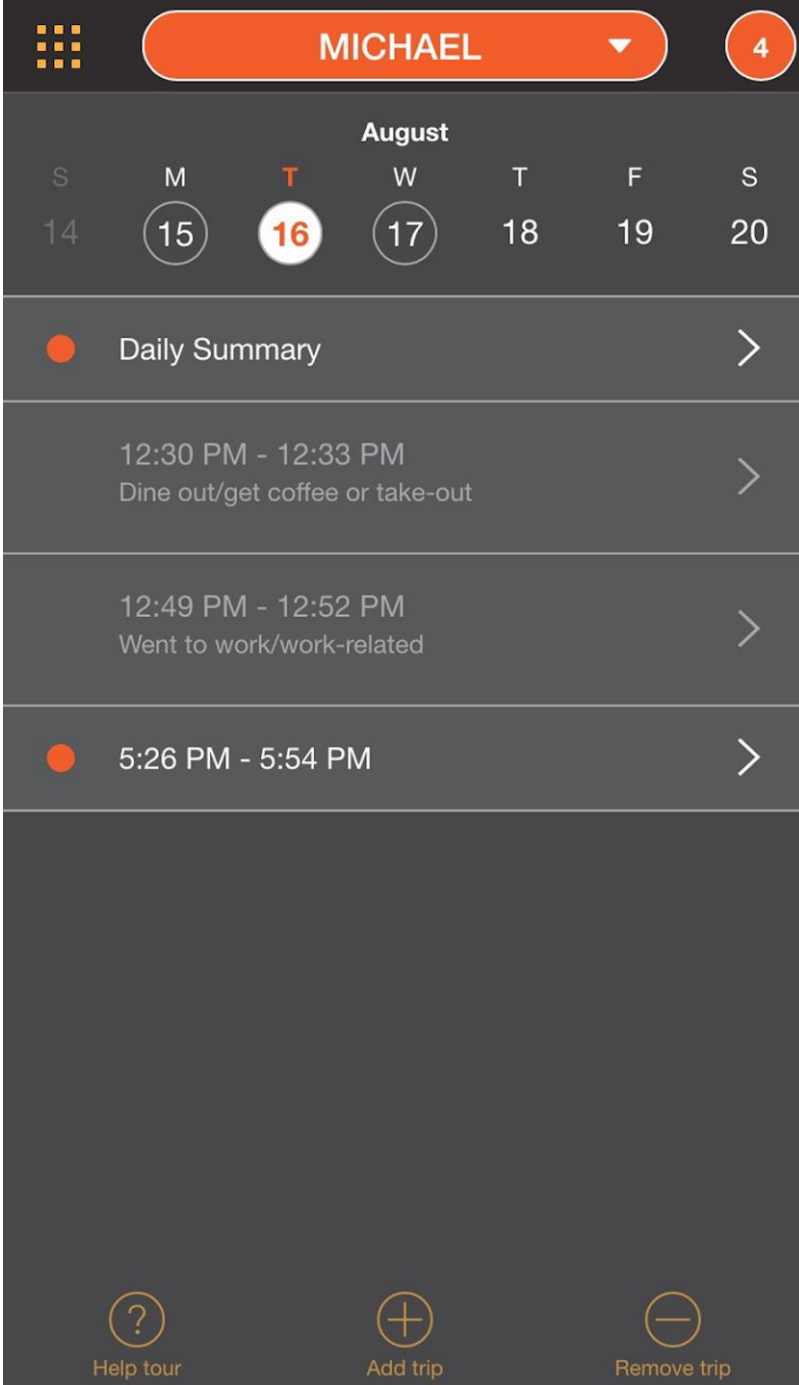 MICHAEL
4
August
S M T W T F S
14 15 16 17 18 19 20
Daily Summary
12:30 PM - 12:33 PM
Dine out/get coffee or take-out
12:49 PM - 12:52 PM
Went to work/work-related
5:26 PM - 5:54 PM
? 
Help tour Add trip Remove trip